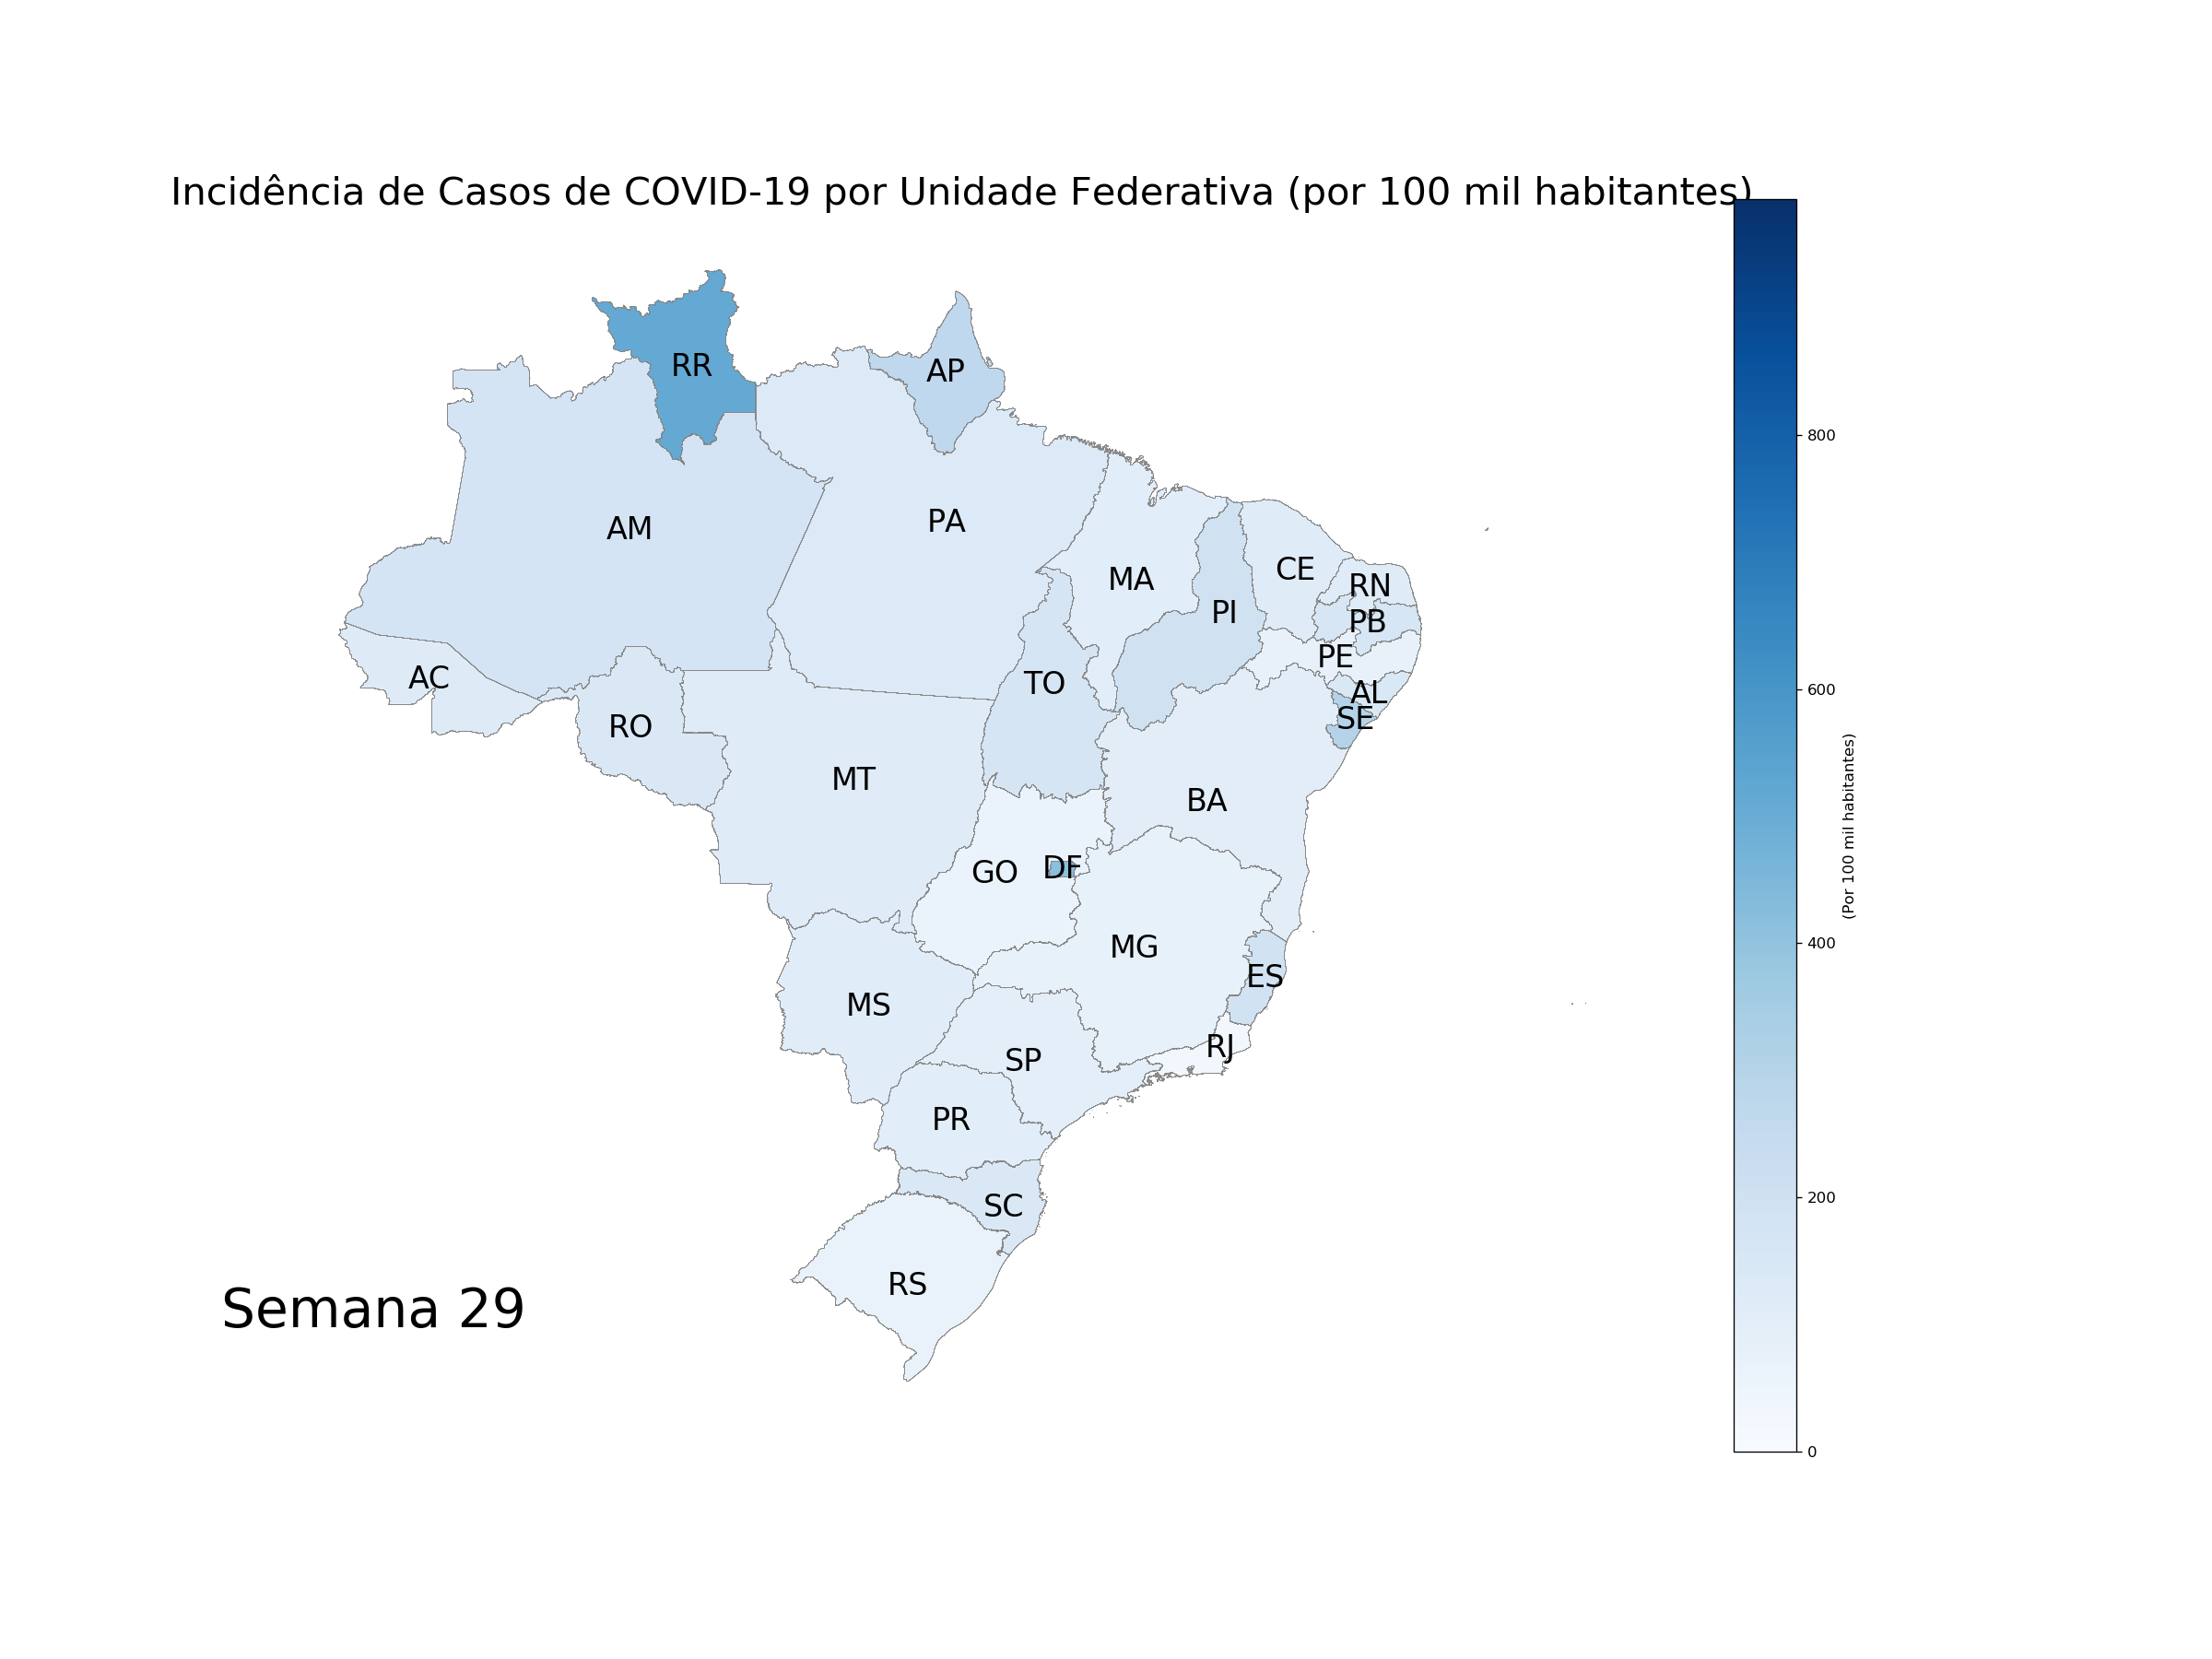 Incidência de Casos de COVID-19 por Unidade Federativa (por 100 mil habitantes)
RR
AP
AM
PA
MA
CE
RN
PI
PB
PE
AC
TO
AL
SE
RO
MT
BA
GO
DF
MG
ES
MS
RJ
SP
PR
SC
RS
Semana 29
800
600
400
200
0
(Por 100 mil habitantes)